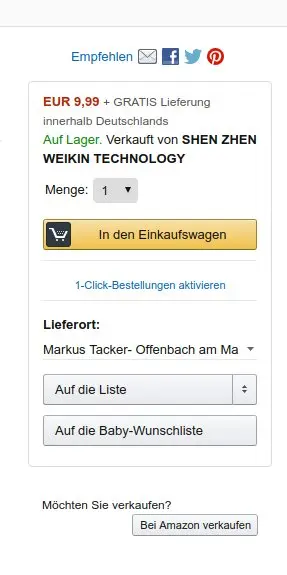 Empfehlen
EUR 9,99 + GRATIS Lieferung
innerhalb Deutschlands
Auf Lager. Verkauft von SHEN ZHEN
WEIKIN TECHNOLOGY
Menge: 1
In den Einkaufswagen
1-Click-Bestellungen aktivieren
Lieferort:
Markus Tacker- Offenbach am Ma
Auf die Liste
Auf die Baby-Wunschliste
Möchten Sie verkaufen?
Bei Amazon verkaufen